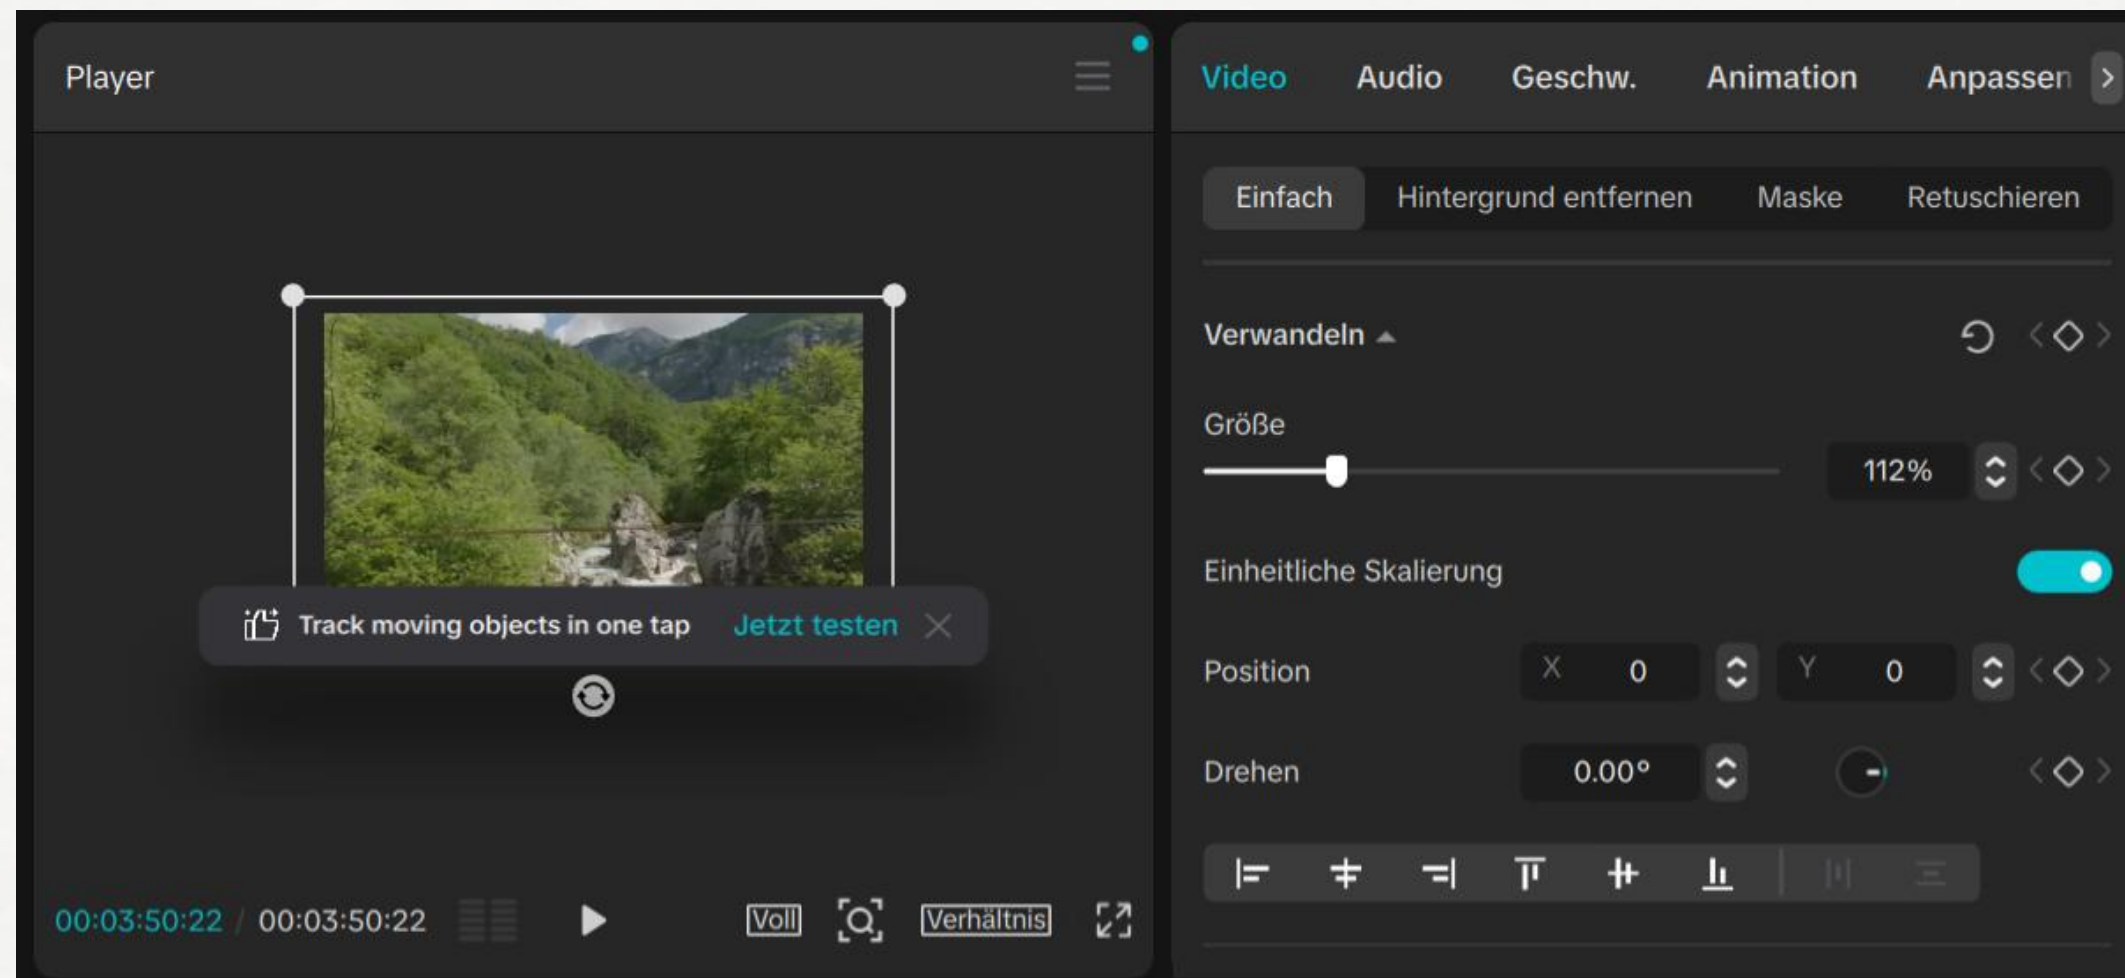 Player
Video Audio Geschw. Animation Anpassen
Einfach Hintergrund entfernen Maske Retuschieren
Verwandeln
Größe
112%
Einheitliche Skalierung
Track moving objects in one tap Jetzt testen
Position X 0 Y 0
Drehen 0.00°
00:03:50:22 / 00:03:50:22 Voll Verhältnis